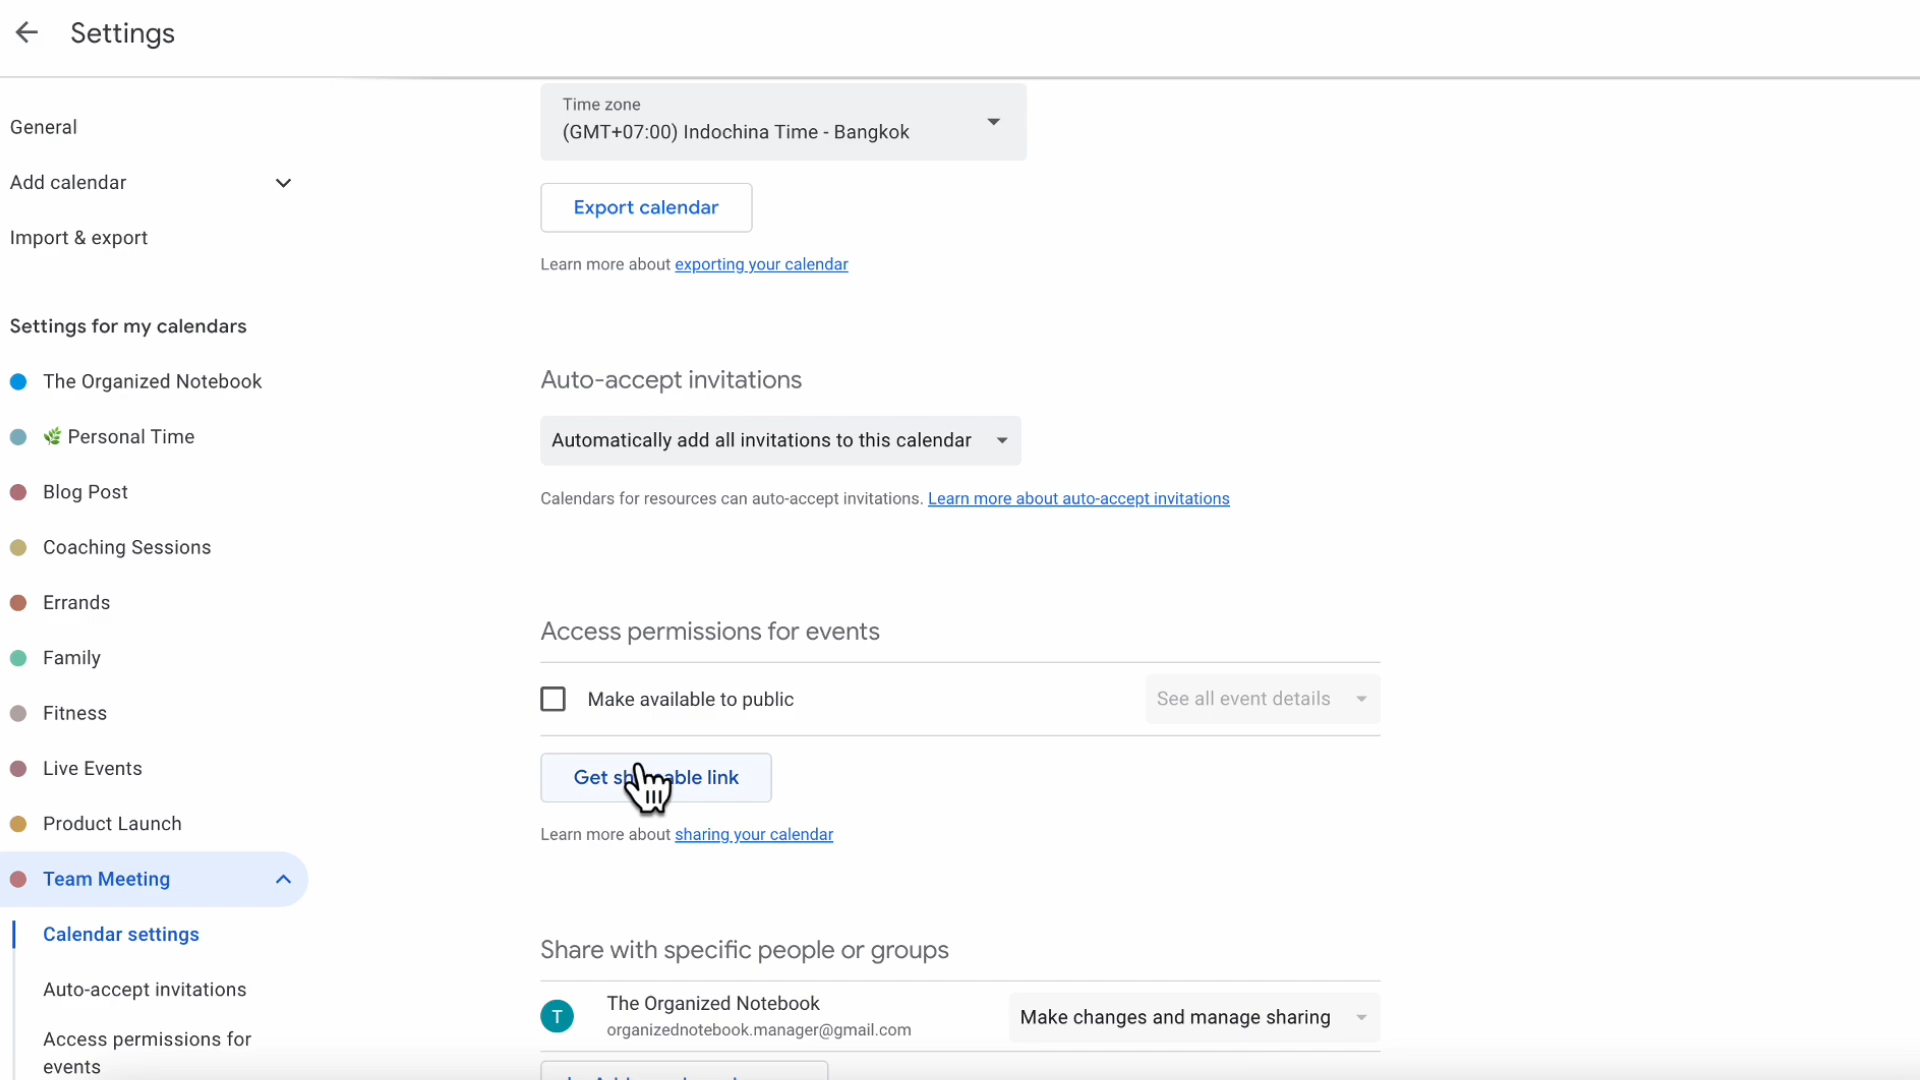 Settings
General
Add calendar
Import & export
Settings for my calendars
The Organized Notebook
Personal Time
Blog Post
Coaching Sessions
Errands
Family
Fitness
Live Events
Product Launch
Team Meeting
Calendar settings
Auto-accept invitations
Access permissions for
events
Time zone
(GMT+07:00) Indochina Time - Bangkok
Export calendar
Learn more about exporting your calendar
Auto-accept invitations
Automatically add all invitations to this calendar
Calendars for resources can auto-accept invitations. Learn more about auto-accept invitations
Access permissions for events
Make available to public
See all event details
Get link
Learn more about sharing your calendar
Share with specific people or groups
T
The Organized Notebook
organizednotebook.manager@gmail.com
Make changes and manage sharing